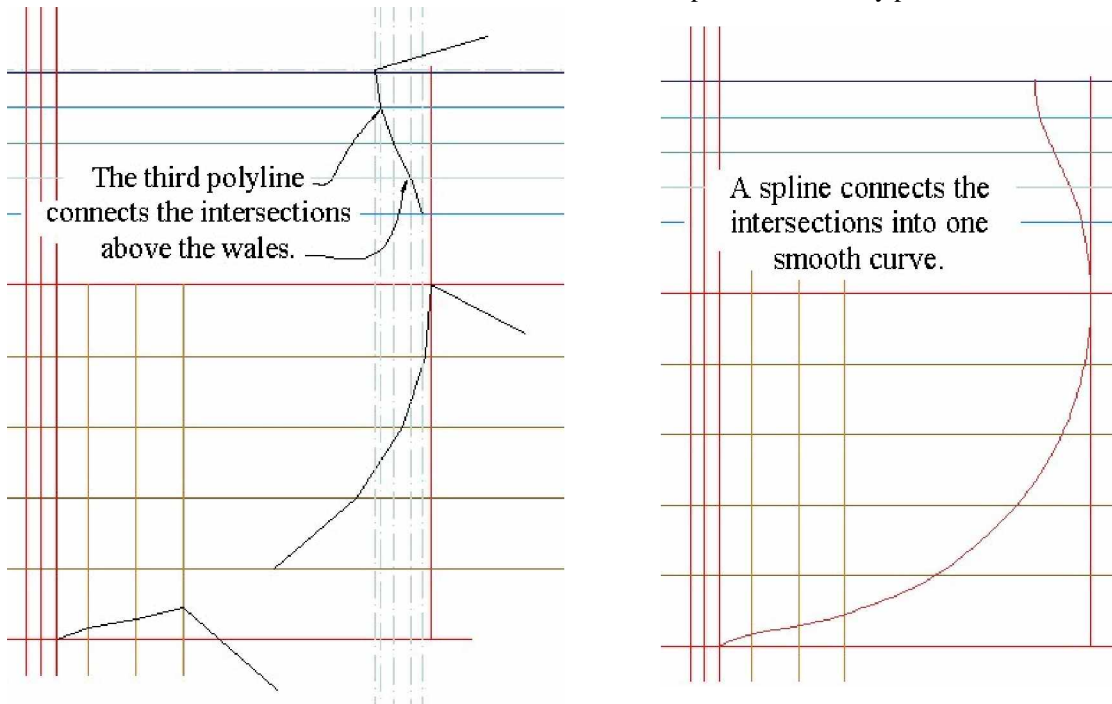 The third polyline
connects the intersections
above the wales.
A spline connects the
intersections into one
smooth curve.